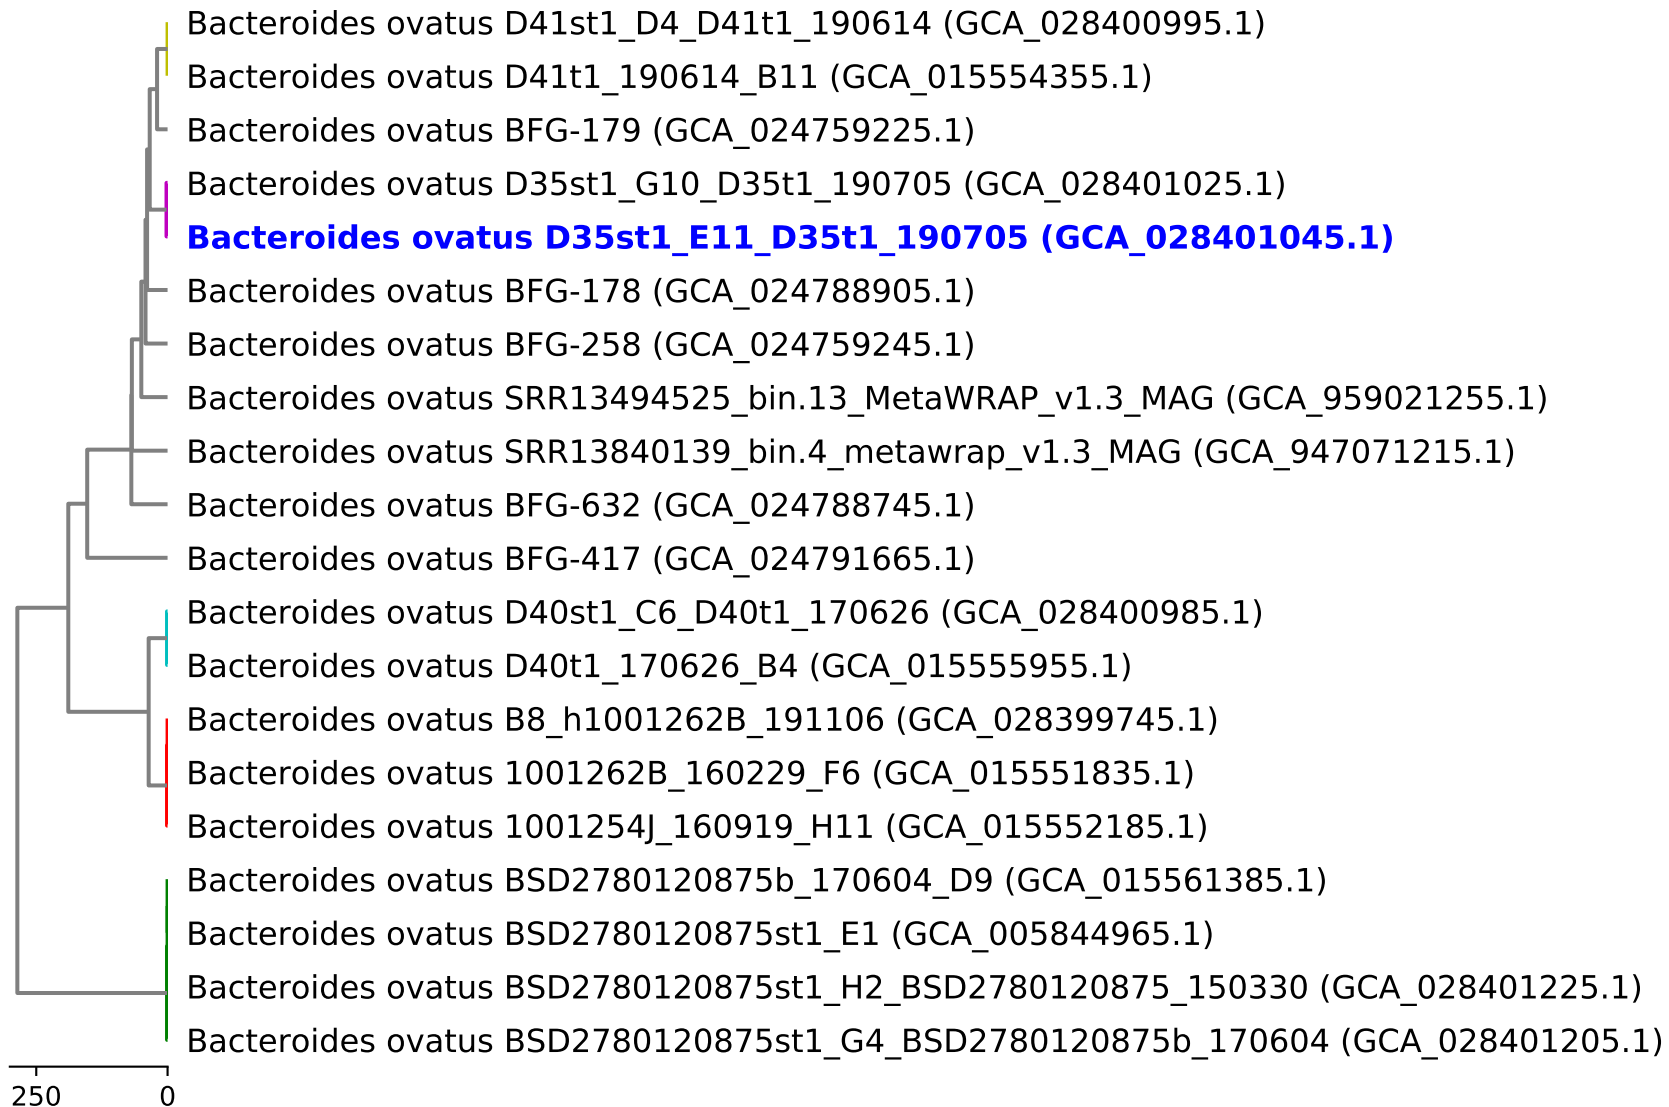 Bacteroides ovatus D41st1_D4_D41t1_190614 (GCA_028400995.1)
Bacteroides ovatus D41t1_190614_B11 (GCA_015554355.1)
Bacteroides ovatus BFG-179 (GCA_024759225.1)
Bacteroides ovatus D35st1_G10_D35t1_190705 (GCA_028401025.1)
Bacteroides ovatus D35st1_E11_D35t1_190705 (GCA_028401045.1)
Bacteroides ovatus BFG-178 (GCA_024788905.1)
Bacteroides ovatus BFG-258 (GCA_024759245.1)
Bacteroides ovatus SRR13494525_bin.13_MetaWRAP_v1.3_MAG (GCA_959021255.1)
Bacteroides ovatus SRR13840139_bin.4_metawrap_v1.3_MAG (GCA_947071215.1)
Bacteroides ovatus BFG-632 (GCA_024788745.1)
Bacteroides ovatus BFG-417 (GCA_024791665.1)
Bacteroides ovatus D40st1_C6_D40t1_170626 (GCA_028400985.1)
Bacteroides ovatus D40t1_170626_B4 (GCA_015555955.1)
Bacteroides ovatus B8_h1001262B_191106 (GCA_028399745.1)
Bacteroides ovatus 1001262B_160229_F6 (GCA_015551835.1)
Bacteroides ovatus 1001254J_160919_H11 (GCA_015552185.1)
Bacteroides ovatus BSD2780120875b_170604_D9 (GCA_015561385.1)
Bacteroides ovatus BSD2780120875st1_E1 (GCA_005844965.1)
Bacteroides ovatus BSD2780120875st1_H2_BSD2780120875_150330 (GCA_028401225.1)
Bacteroides ovatus BSD2780120875st1_G4_BSD2780120875b_170604 (GCA_028401205.1)
250 0